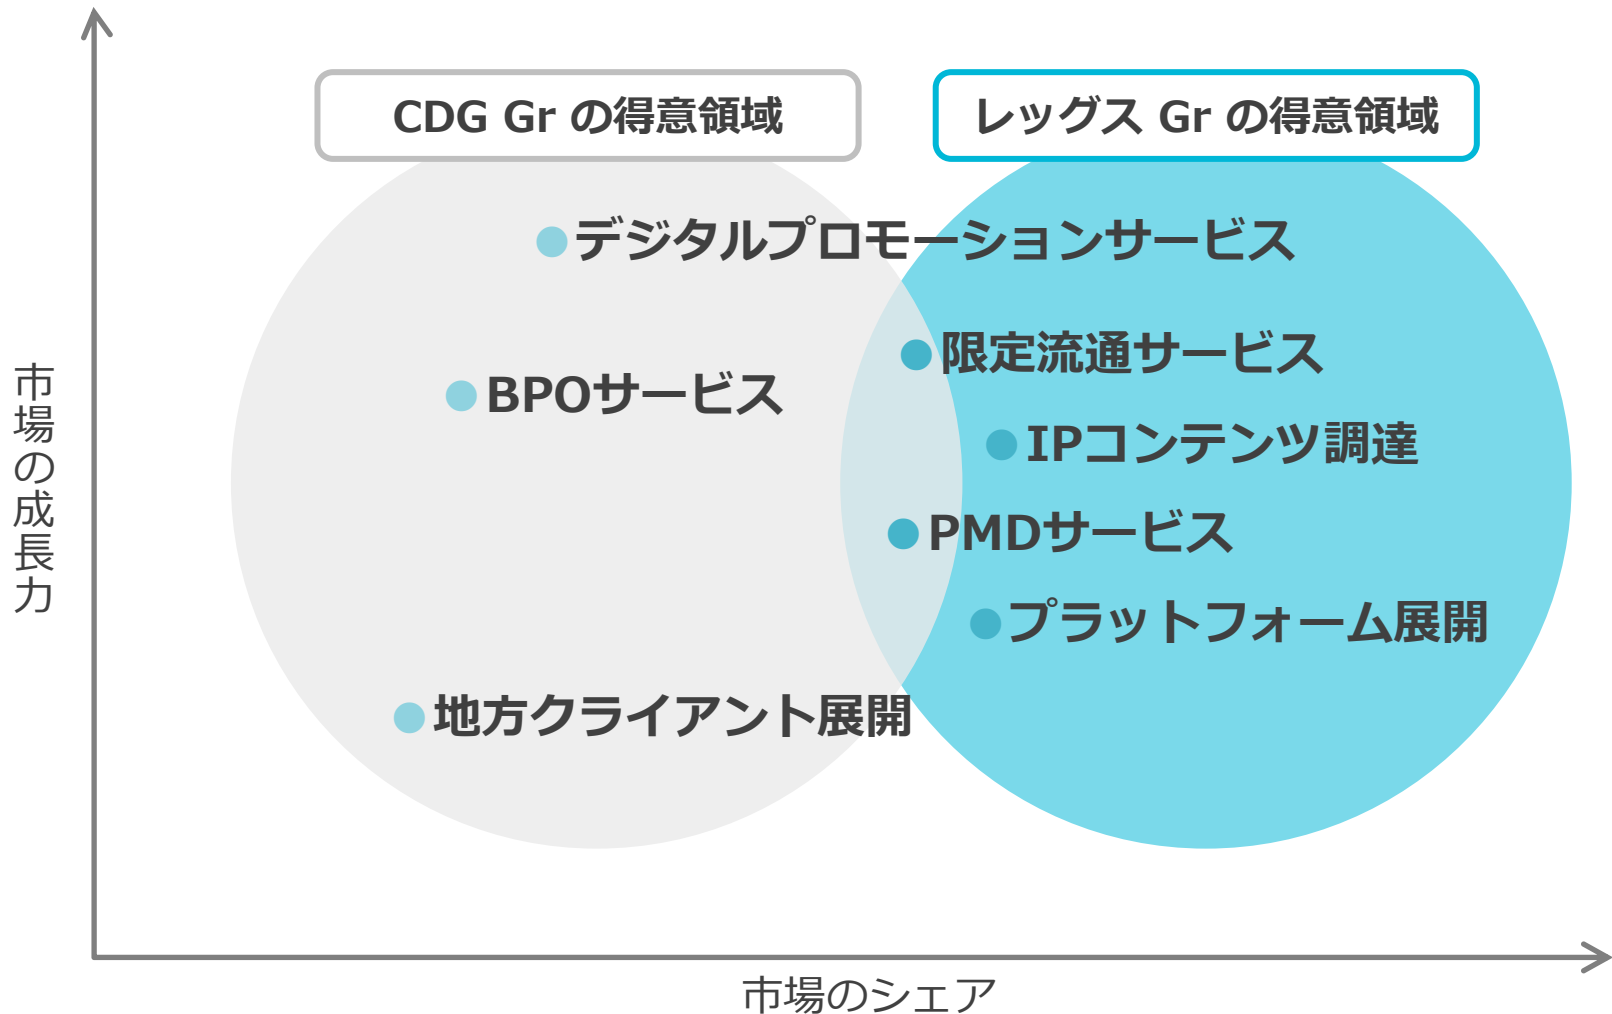 CDG Gr の得意領域
レッグス Gr の得意領域
デジタルプロモーションサービス
限定流通サービス
BPOサービス
IPコンテンツ調達
PMDサービス
プラットフォーム展開
地方クライアント展開
市場の成長力
市場のシェア